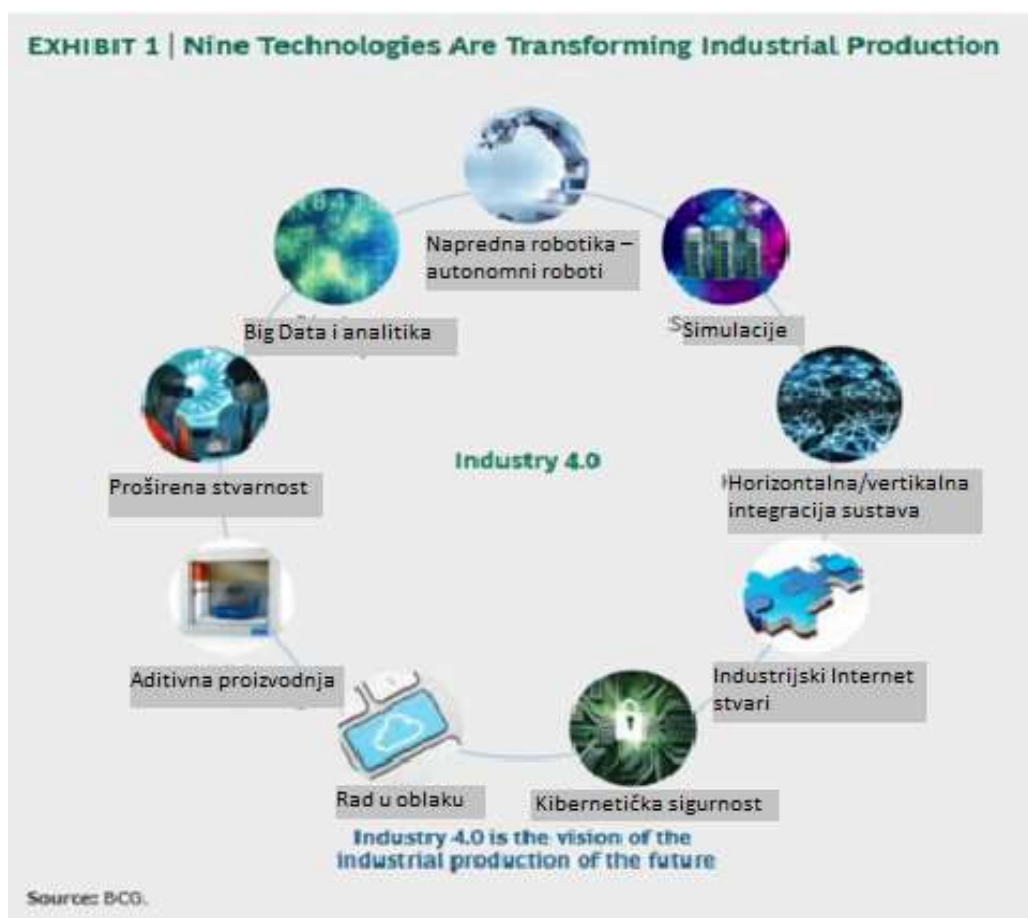 EXHIBIT 1 | Nine Technologies Are Transforming Industrial Production
Napredna robotika –
autonomni roboti
Big Data i analitika
Simulacije
Proširena stvarnost
Industry 4.0
Horizontalna/vertikalna
integracija sustava
Aditivna proizvodnja
Industrijski Internet
stvari
Rad u oblaku
Kibernetička sigurnost
Industry 4.0 is the vision of the
industrial production of the future
Source: BCG.